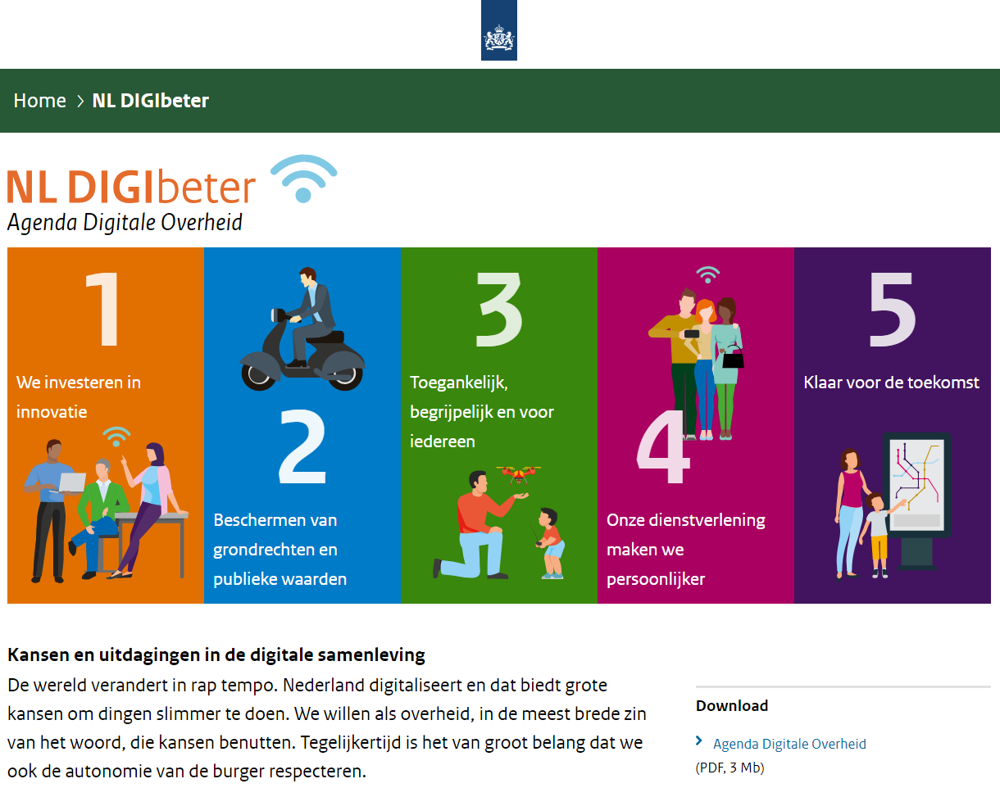 Home > NL DIGIbeter
NL DIGIbeter
Agenda Digitale Overheid
1
We investeren in
innovatie
2
Beschermen van
grondrechten en
publieke waarden
3
Toegankelijk,
begrijpelijk en voor
iedereen
4
Onze dienstverlening
maken we
persoonlijker
5
Klaar voor de toekomst
Kansen en uitdagingen in de digitale samenleving
De wereld verandert in rap tempo. Nederland digitaliseert en dat biedt grote
kansen om dingen slimmer te doen. We willen als overheid, in de meest brede zin
van het woord, die kansen benutten. Tegelijkertijd is het van groot belang dat we
ook de autonomie van de burger respecteren.
Download
Agenda Digitale Overheid
(PDF, 3 Mb)